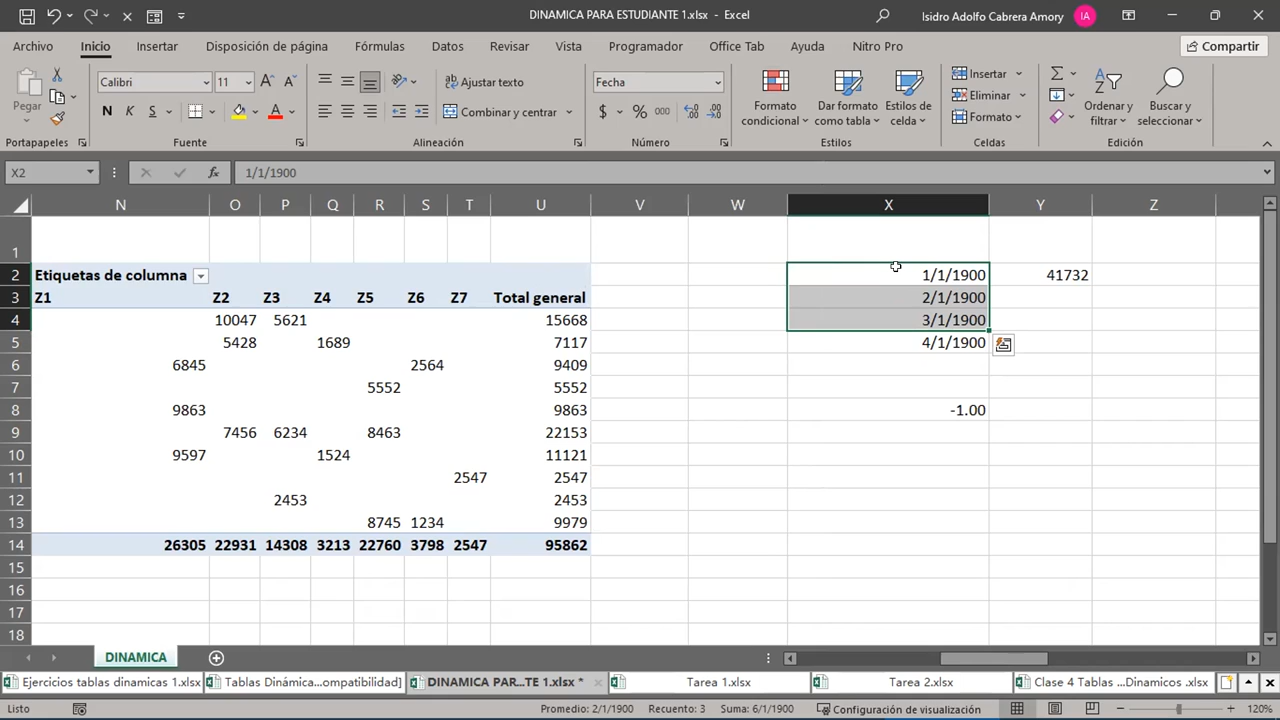 DINAMICA PARA ESTUDIANTE 1.xlsx - Excel
Isidro Adolfo Cabrera Amory IA
Archivo Inicio Insertar Disposición de página Fórmulas Datos Revisar Vista Programador Office Tab Ayuda Nitro Pro Compartir
Pegar
Calibri 11
N K S
Ajustar texto
Combinar y centrar
Fecha
$ % 000
Formato condicional
Dar formato como tabla
Estilos de celda
Insertar
Eliminar
Formato
Ordenar y filtrar
Buscar y seleccionar
Portapapeles Fuente Alineación Número Estilos Celdas Edición
X2 fx 1/1/1900
N O P Q R S T U V W X Y Z
1
2 Etiquetas de columna 1/1/1900 41732
3 Z1 Z2 Z3 Z4 Z5 Z6 Z7 Total general 2/1/1900
4 10047 5621 15668 3/1/1900
5 5428 1689 7117 4/1/1900
6 6845 2564 9409
7 5552 5552
8 9863 9863 -1.00
9 7456 6234 8463 22153
10 9597 1524 11121
11 2547 2547
12 2453 2453
13 8745 1234 9979
14 26305 22931 14308 3213 22760 3798 2547 95862
15
16
17
18
DINAMICA
Ejercicios tablas dinamicas 1.xlsx Tablas Dinámica...ompatibilidad] DINAMICA PAR...TE 1.xlsx * Tarea 1.xlsx Tarea 2.xlsx Clase 4 Tablas ...Dinamicos .xlsx
Listo Promedio: 2/1/1900 Recuento: 3 Suma: 6/1/1900 Configuración de visualización 120%